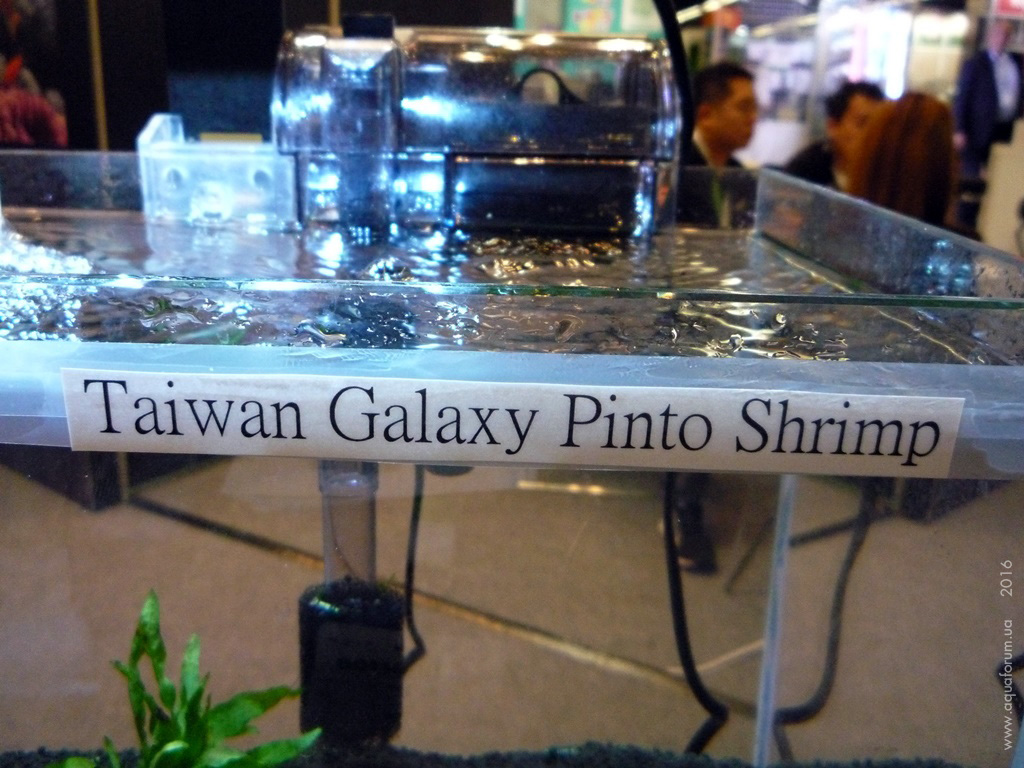 Taiwan Galaxy Pinto Shrimp
www.aquaforum.ua 2016